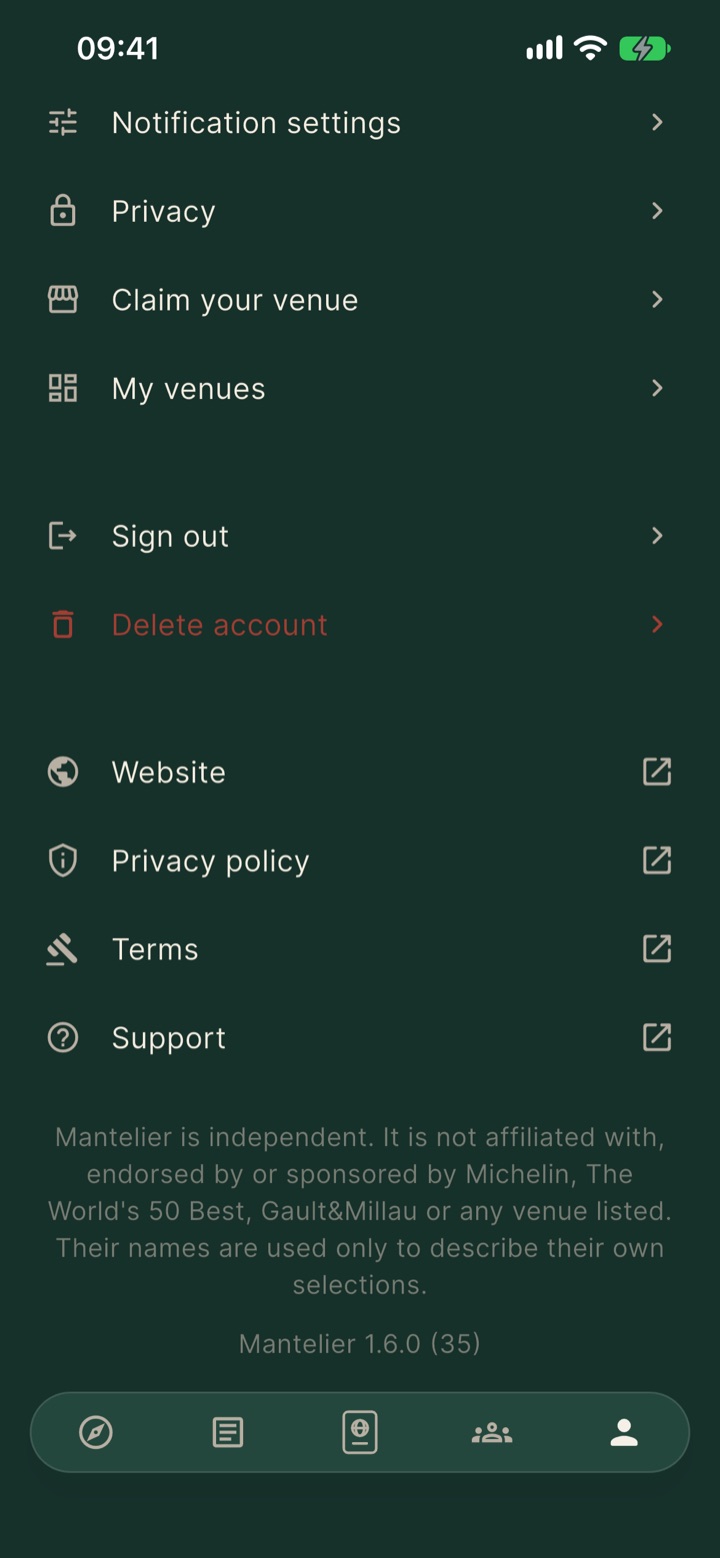 09:41
Notification settings
Privacy
Claim your venue
My venues
Sign out
Delete account
Website
Privacy policy
Terms
Support
Mantelier is independent. It is not affiliated with,
endorsed by or sponsored by Michelin, The
World's 50 Best, Gault&Millau or any venue listed.
Their names are used only to describe their own
selections.
Mantelier 1.6.0 (35)